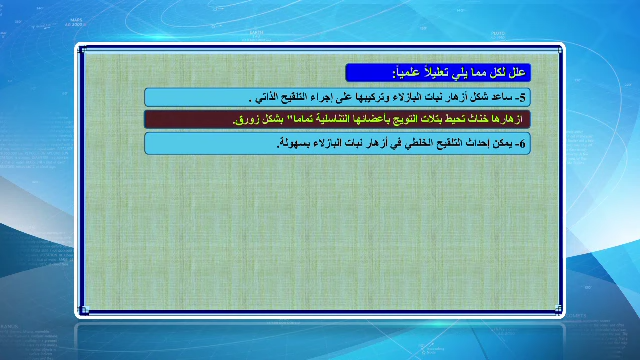 علل لكل مما يلي تعليلاً علمياً:
5- ساعد شكل أزهار نبات البازلاء وتركيبها على إجراء التلقيح الذاتي .
ازهارها خناث تحيط بتلات التويج بأعضائها التناسلية تماما" بشكل زورق.
6- يمكن إحداث التلقيح الخلطي في أزهار نبات البازلاء بسهولة.